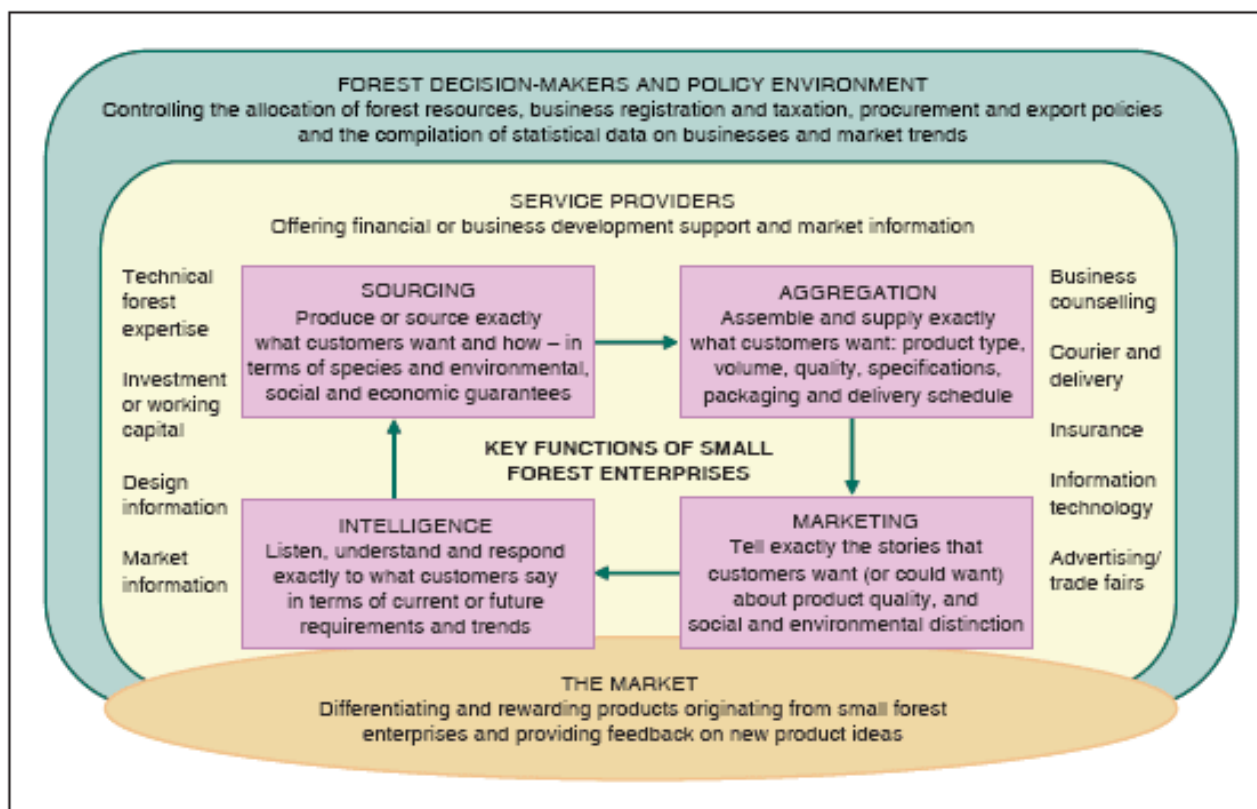 FOREST DECISION-MAKERS AND POLICY ENVIRONMENT
Controlling the allocation of forest resources, business registration and taxation, procurement and export policies
and the compilation of statistical data on businesses and market trends
SERVICE PROVIDERS
Offering financial or business development support and market information
Technical
forest
expertise
Investment
or working
capital
Design
information
Market
information
SOURCING
Produce or source exactly
what customers want and how – in
terms of species and environmental,
social and economic guarantees
AGGREGATION
Assemble and supply exactly
what customers want: product type,
volume, quality, specifications,
packaging and delivery schedule
KEY FUNCTIONS OF SMALL
FOREST ENTERPRISES
INTELLIGENCE
Listen, understand and respond
exactly to what customers say
in terms of current or future
requirements and trends
MARKETING
Tell exactly the stories that
customers want (or could want)
about product quality, and
social and environmental distinction
Business
counselling
Courier and
delivery
Insurance
Information
technology
Advertising/
trade fairs
THE MARKET
Differentiating and rewarding products originating from small forest
enterprises and providing feedback on new product ideas